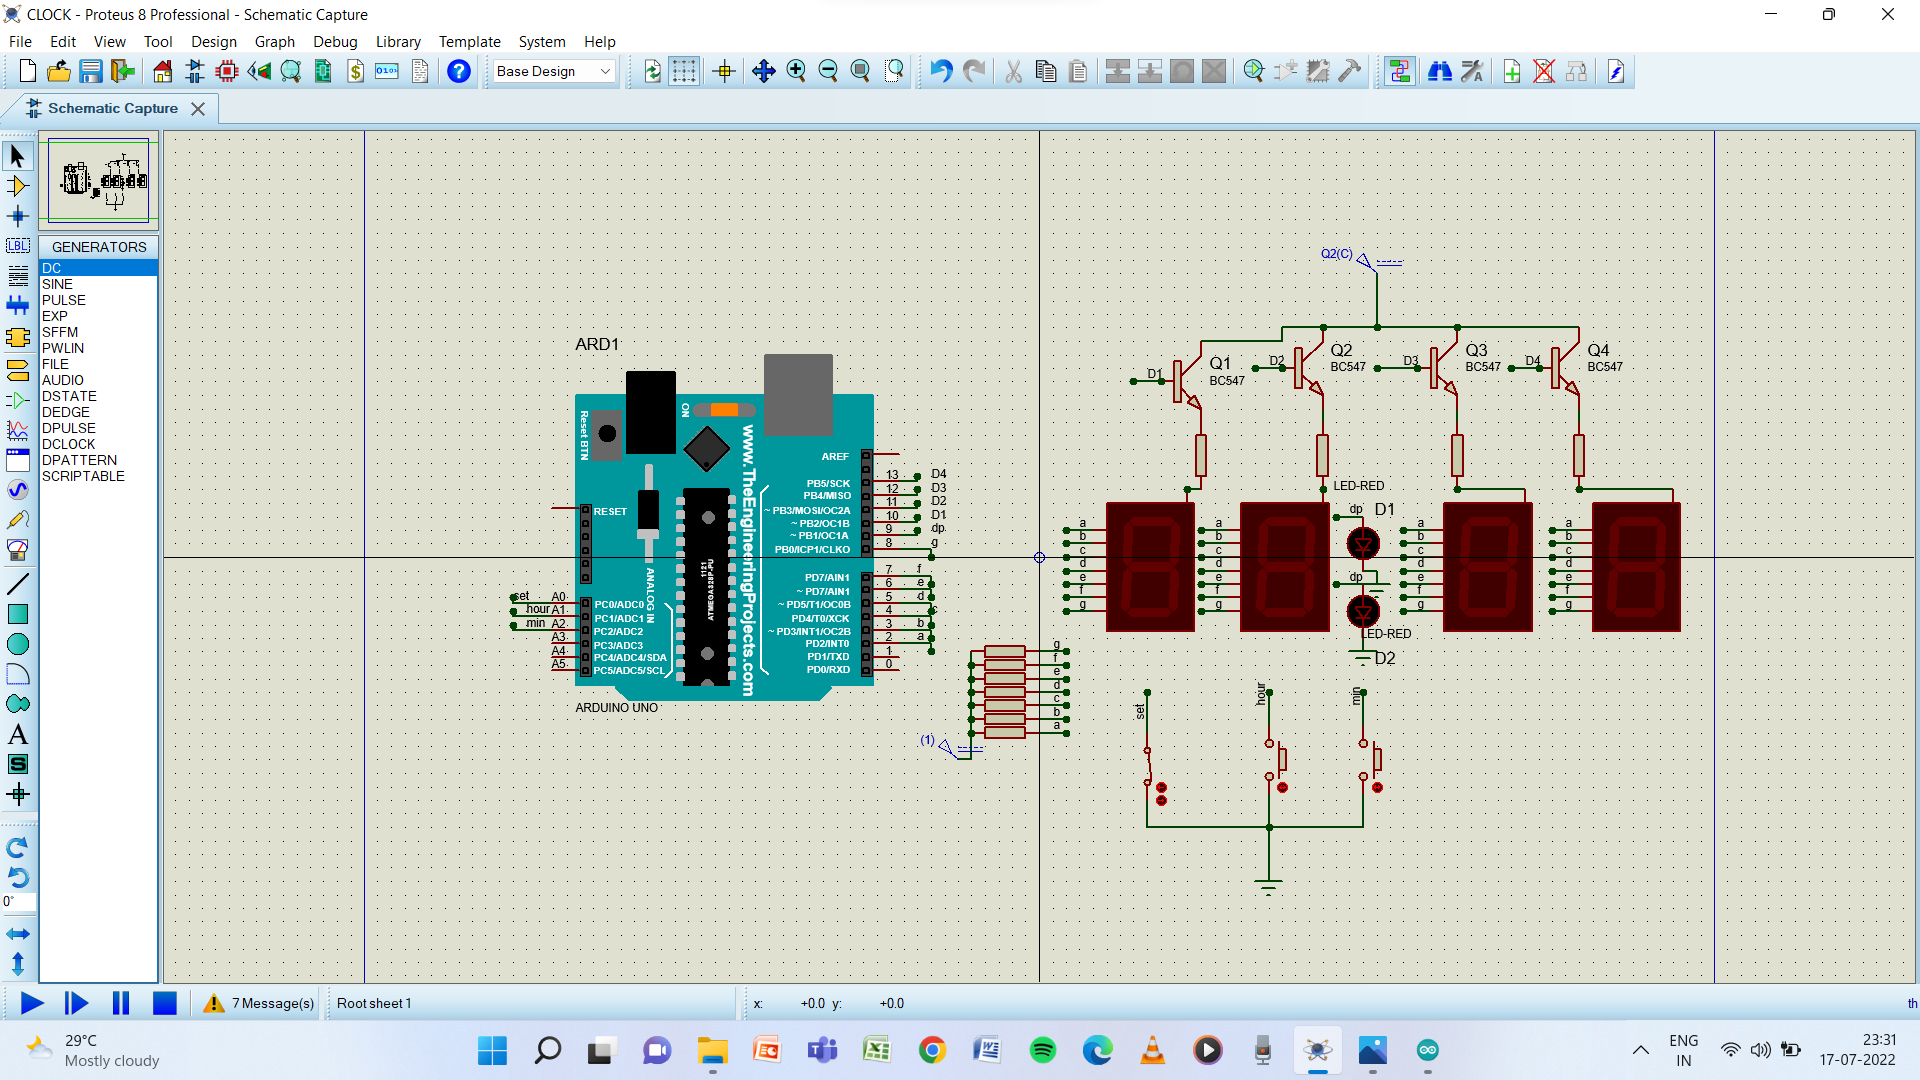 CLOCK - Proteus 8 Professional - Schematic Capture
File Edit View Tool Design Graph Debug Library Template System Help
Base Design
Schematic Capture
LBL
GENERATORS
DC
SINE
PULSE
EXP
SFFM
PWLIN
FILE
AUDIO
DSTATE
DEDGE
DPULSE
DCLOCK
DPATTERN
SCRIPTABLE
A
S
0°
ARD1
Reset BTN
ON
www.TheEngineeringProjects.com
RESET
ANALOG IN
1121
ATMEGA328P-PU
AREF
PB5/SCK 13 D4
PB4/MISO 12 D3
~ PB3/MOSI/OC2A 11 D2
~ PB2/OC1B 10 D1
~ PB1/OC1A 9 dp
PB0/ICP1/CLKO 8 g
PD7/AIN1 7 f
~ PD7/AIN1 6 e
~ PD5/T1/OC0B 5 d
PD4/T0/XCK 4 c
~ PD3/INT1/OC2B 3 b
PD2/INT0 2 a
PD1/TXD 1
PD0/RXD 0
set A0 PC0/ADC0
hour A1 PC1/ADC1
min A2 PC2/ADC2
A3 PC3/ADC3
A4 PC4/ADC4/SDA
A5 PC5/ADC5/SCL
ARDUINO UNO
(1)
g
f
e
d
c
b
a
Q2(C)
D1 Q1
BC547
D2 Q2
BC547
D3 Q3
BC547
D4 Q4
BC547
LED-RED
dp D1
a a a a
b b b b
c c c c
d d d d
e e dp e e
f f f f
g g g g
LED-RED
D2
set hour min
7 Message(s) Root sheet 1 x: +0.0 y: +0.0 th
29°C
Mostly cloudy
ENG
IN
23:31
17-07-2022